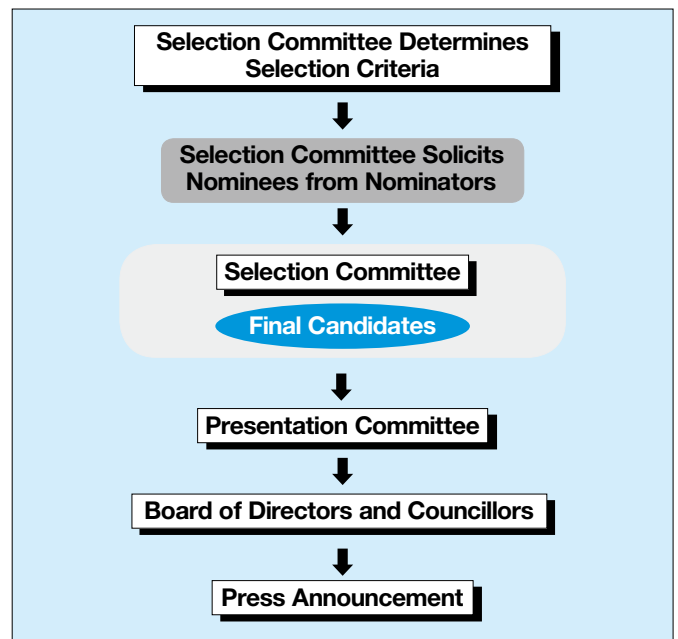 Selection Committee Determines
Selection Criteria
Selection Committee Solicits
Nominees from Nominators
Selection Committee
Final Candidates
Presentation Committee
Board of Directors and Councillors
Press Announcement